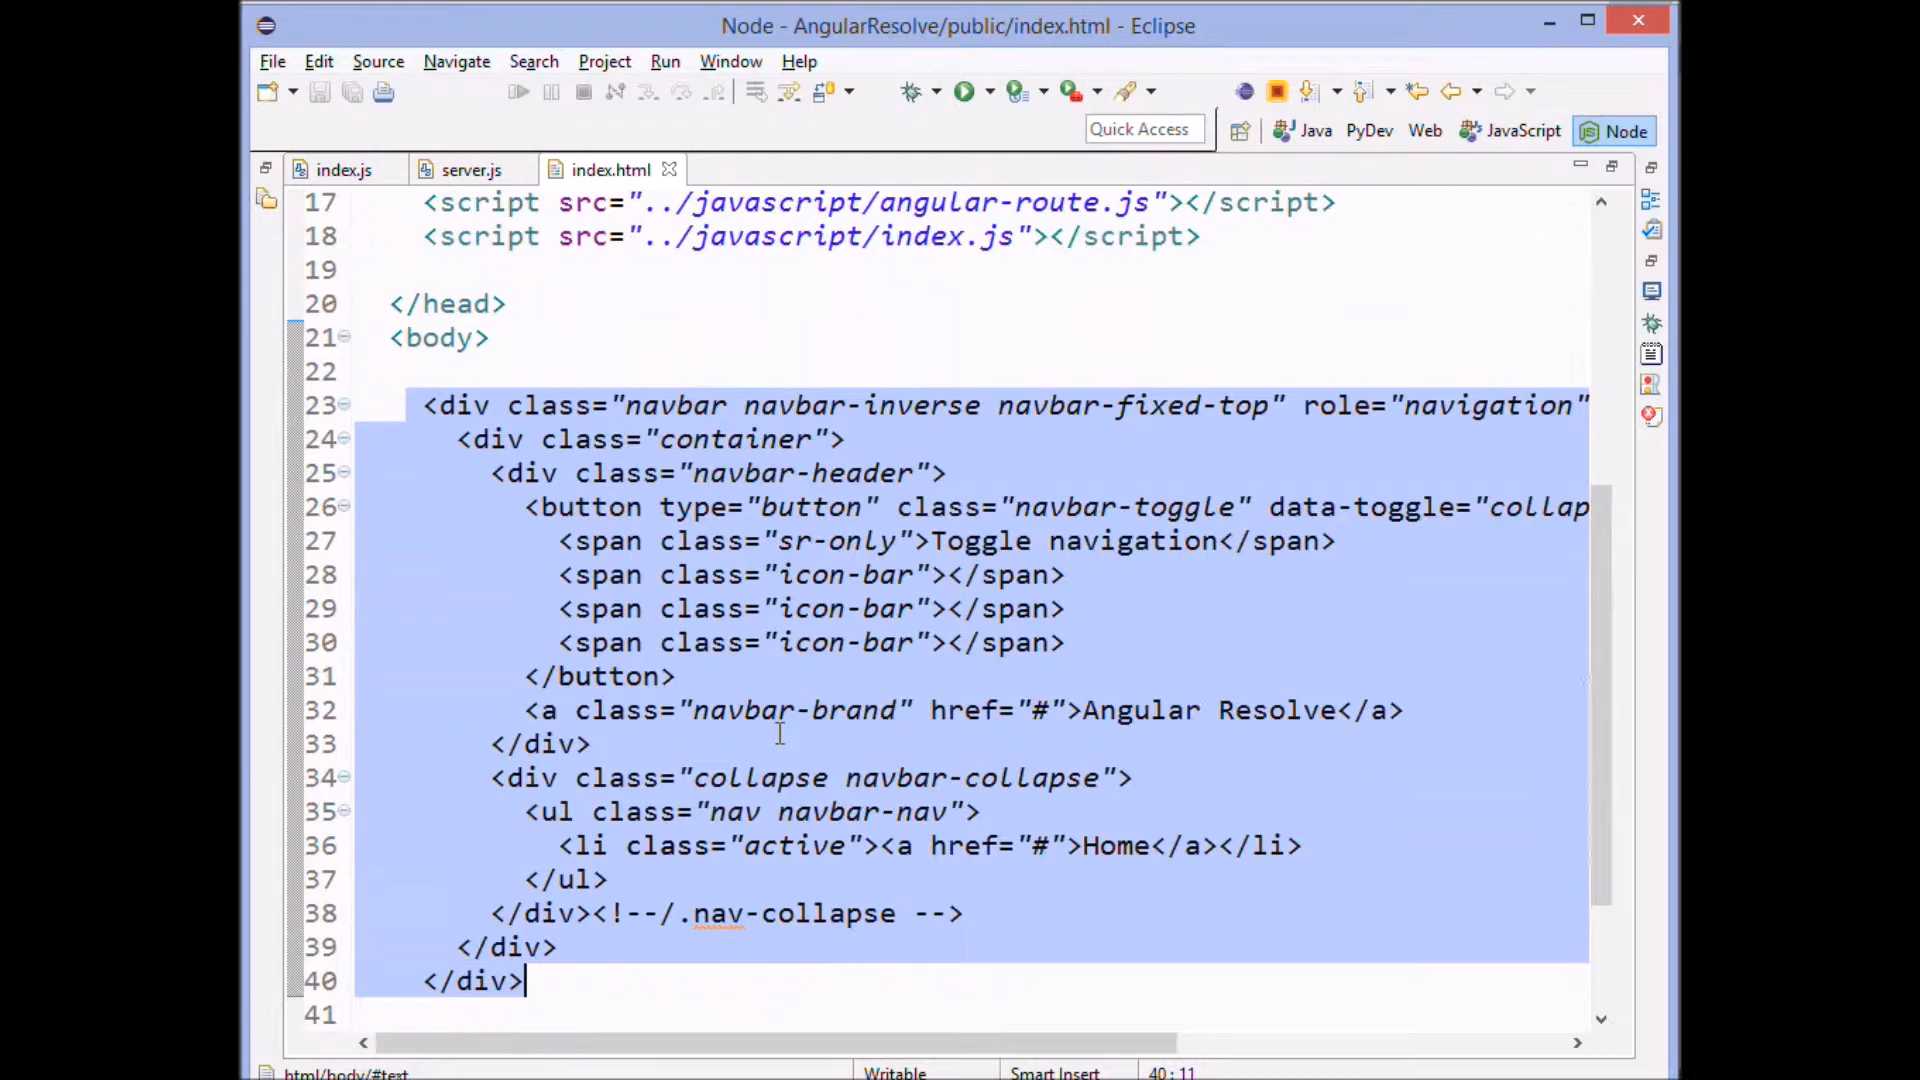 Node - AngularResolve/public/index.html - Eclipse
File Edit Source Navigate Search Project Run Window Help
Quick Access Java PyDev Web JavaScript Node
index.js server.js index.html
17 <script src="../javascript/angular-route.js"></script>
18 <script src="../javascript/index.js"></script>
19
20 </head>
21 <body>
22
23 <div class="navbar navbar-inverse navbar-fixed-top" role="navigation"
24 <div class="container">
25 <div class="navbar-header">
26 <button type="button" class="navbar-toggle" data-toggle="collap
27 <span class="sr-only">Toggle navigation</span>
28 <span class="icon-bar"></span>
29 <span class="icon-bar"></span>
30 <span class="icon-bar"></span>
31 </button>
32 <a class="navbar-brand" href="#">Angular Resolve</a>
33 </div>
34 <div class="collapse navbar-collapse">
35 <ul class="nav navbar-nav">
36 <li class="active"><a href="#">Home</a></li>
37 </ul>
38 </div><!--/.nav-collapse -->
39 </div>
40 </div>
41
html/body/#text Writable Smart Insert 40 : 11